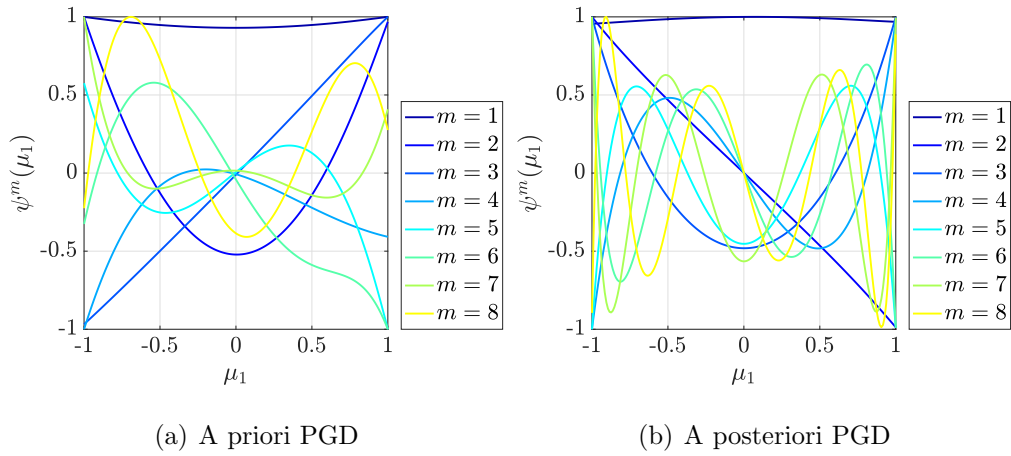 1
0.5
0
-0.5
-1
-1
-0.5
0
0.5
1
ψ^m(μ_1)
μ_1
m = 1
m = 2
m = 3
m = 4
m = 5
m = 6
m = 7
m = 8
(a) A priori PGD
1
0.5
0
-0.5
-1
-1
-0.5
0
0.5
1
ψ^m(μ_1)
μ_1
m = 1
m = 2
m = 3
m = 4
m = 5
m = 6
m = 7
m = 8
(b) A posteriori PGD